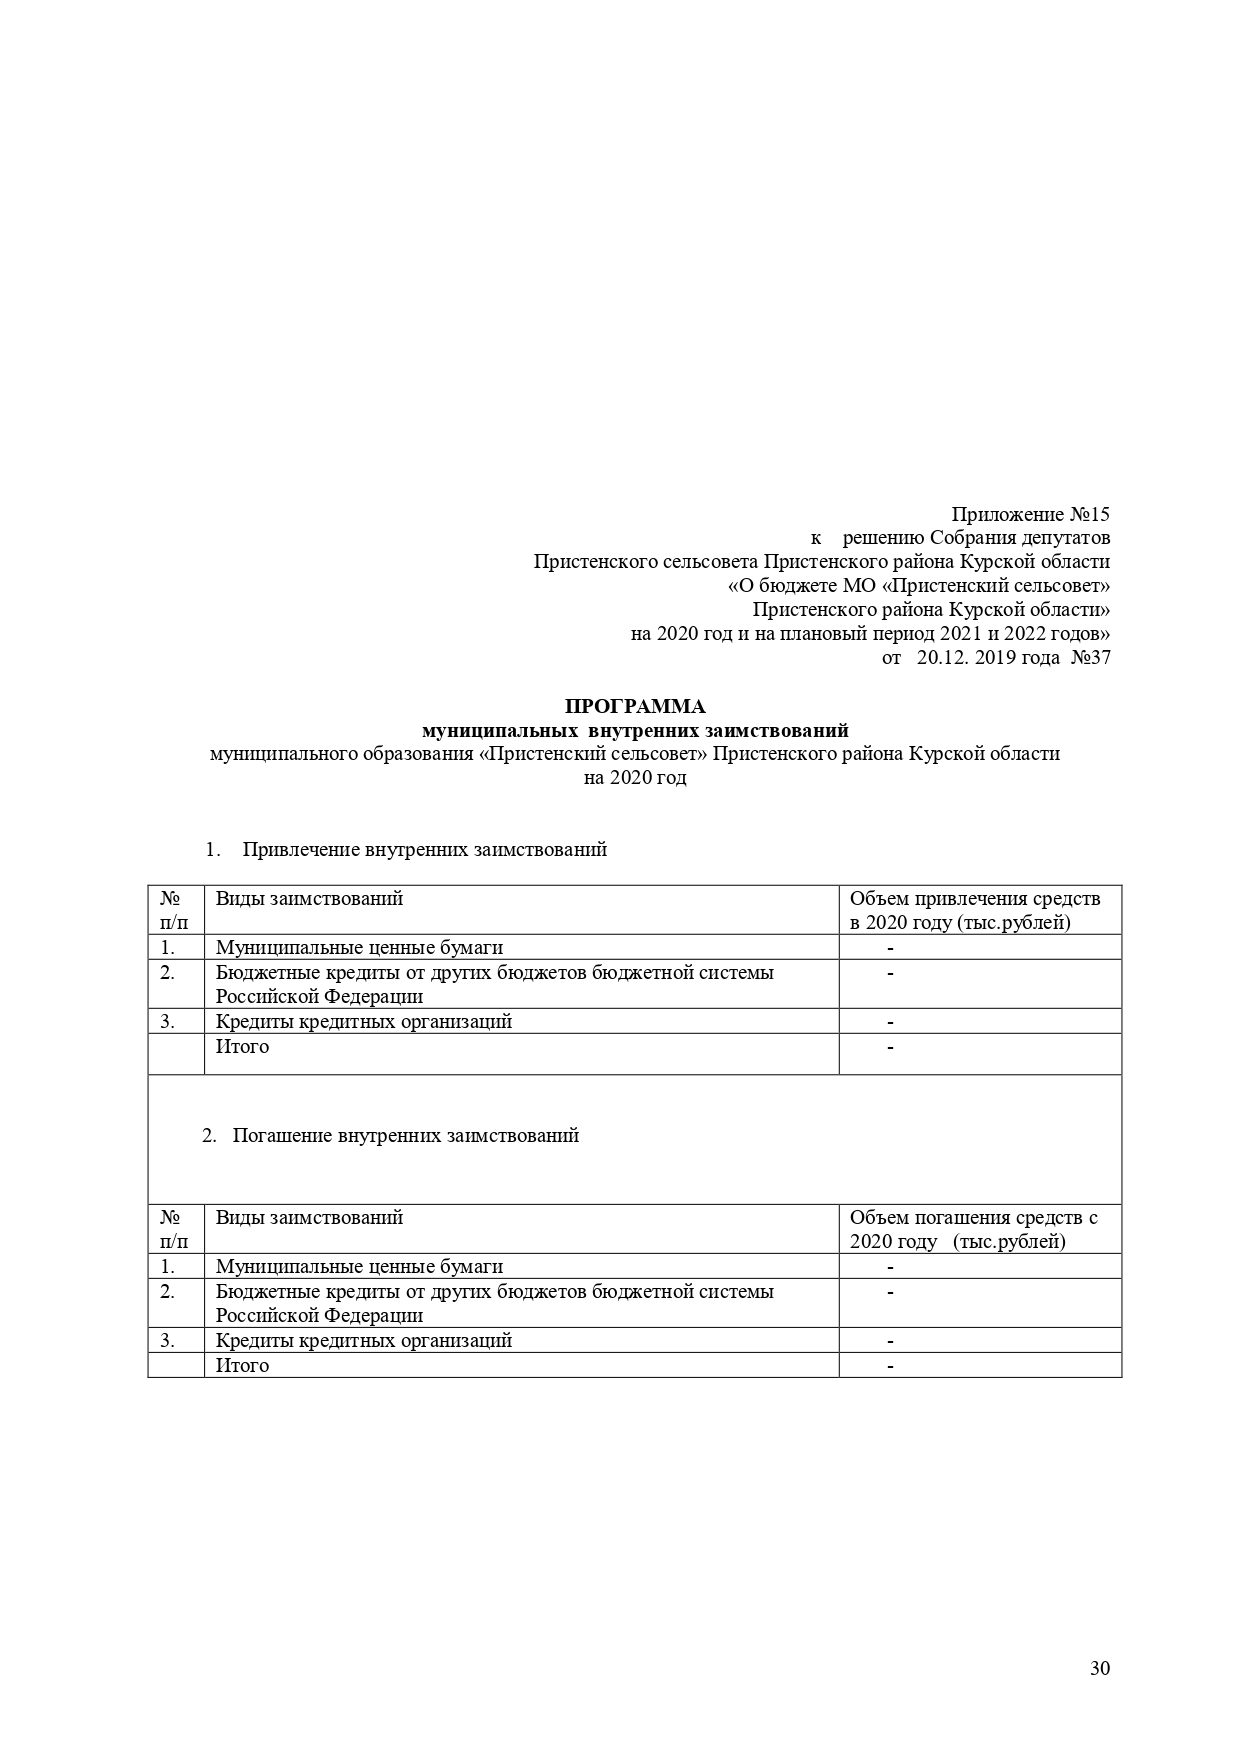 Приложение №15
к решению Собрания депутатов
Пристенского сельсовета Пристенского района Курской области
«О бюджете МО «Пристенский сельсовет»
Пристенского района Курской области»
на 2020 год и на плановый период 2021 и 2022 годов»
от 20.12. 2019 года №37
ПРОГРАММА
муниципальных внутренних заимствований
муниципального образования «Пристенский сельсовет» Пристенского района Курской области
на 2020 год
1. Привлечение внутренних заимствований
№ Виды заимствований Объем привлечения средств
п/п в 2020 году (тыс.рублей)
1. Муниципальные ценные бумаги -
2. Бюджетные кредиты от других бюджетов бюджетной системы -
Российской Федерации
3. Кредиты кредитных организаций -
Итого -
2. Погашение внутренних заимствований
№ Виды заимствований Объем погашения средств с
п/п 2020 году (тыс.рублей)
1. Муниципальные ценные бумаги -
2. Бюджетные кредиты от других бюджетов бюджетной системы -
Российской Федерации
3. Кредиты кредитных организаций -
Итого -
30